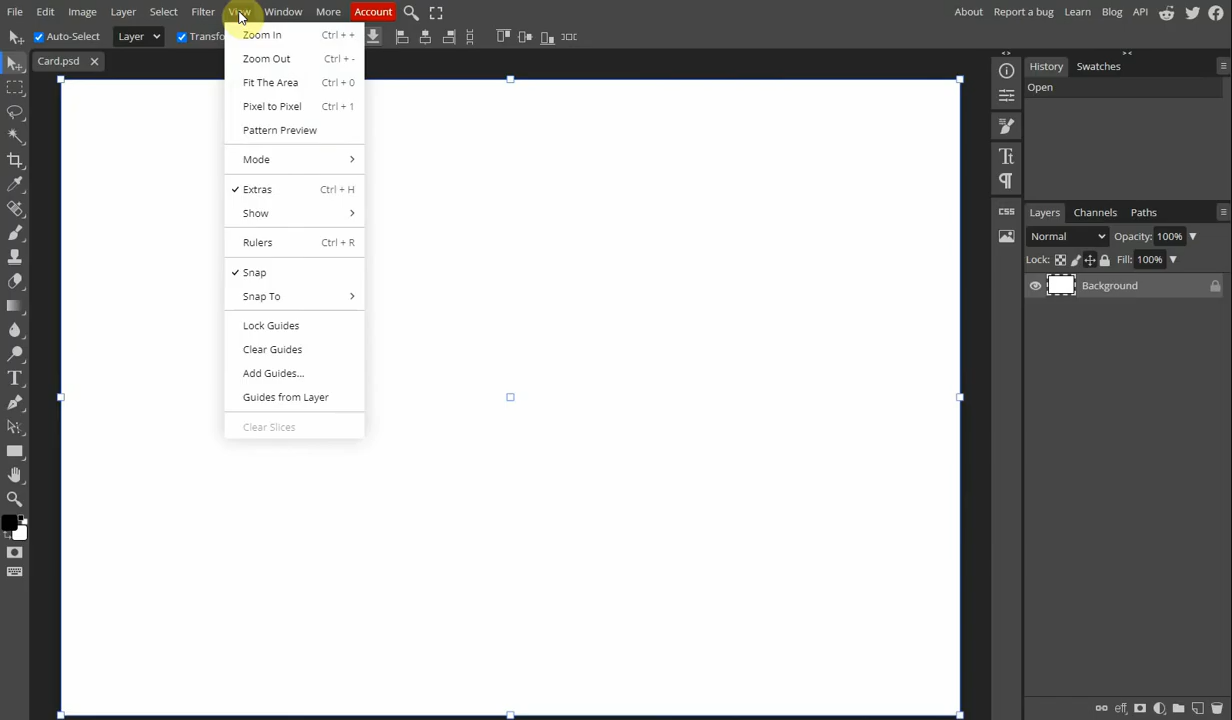 File Edit Image Layer Select Filter View Window More Account About Report a bug Learn Blog API
Auto-Select Layer
Card.psd
Zoom In Ctrl + +
Zoom Out Ctrl + -
Fit The Area Ctrl + 0
Pixel to Pixel Ctrl + 1
Pattern Preview
Mode
Extras Ctrl + H
Show
Rulers Ctrl + R
Snap
Snap To
Lock Guides
Clear Guides
Add Guides...
Guides from Layer
Clear Slices
History Swatches
Open
CSS
Layers Channels Paths
Normal Opacity: 100%
Lock: Fill: 100%
Background
eff